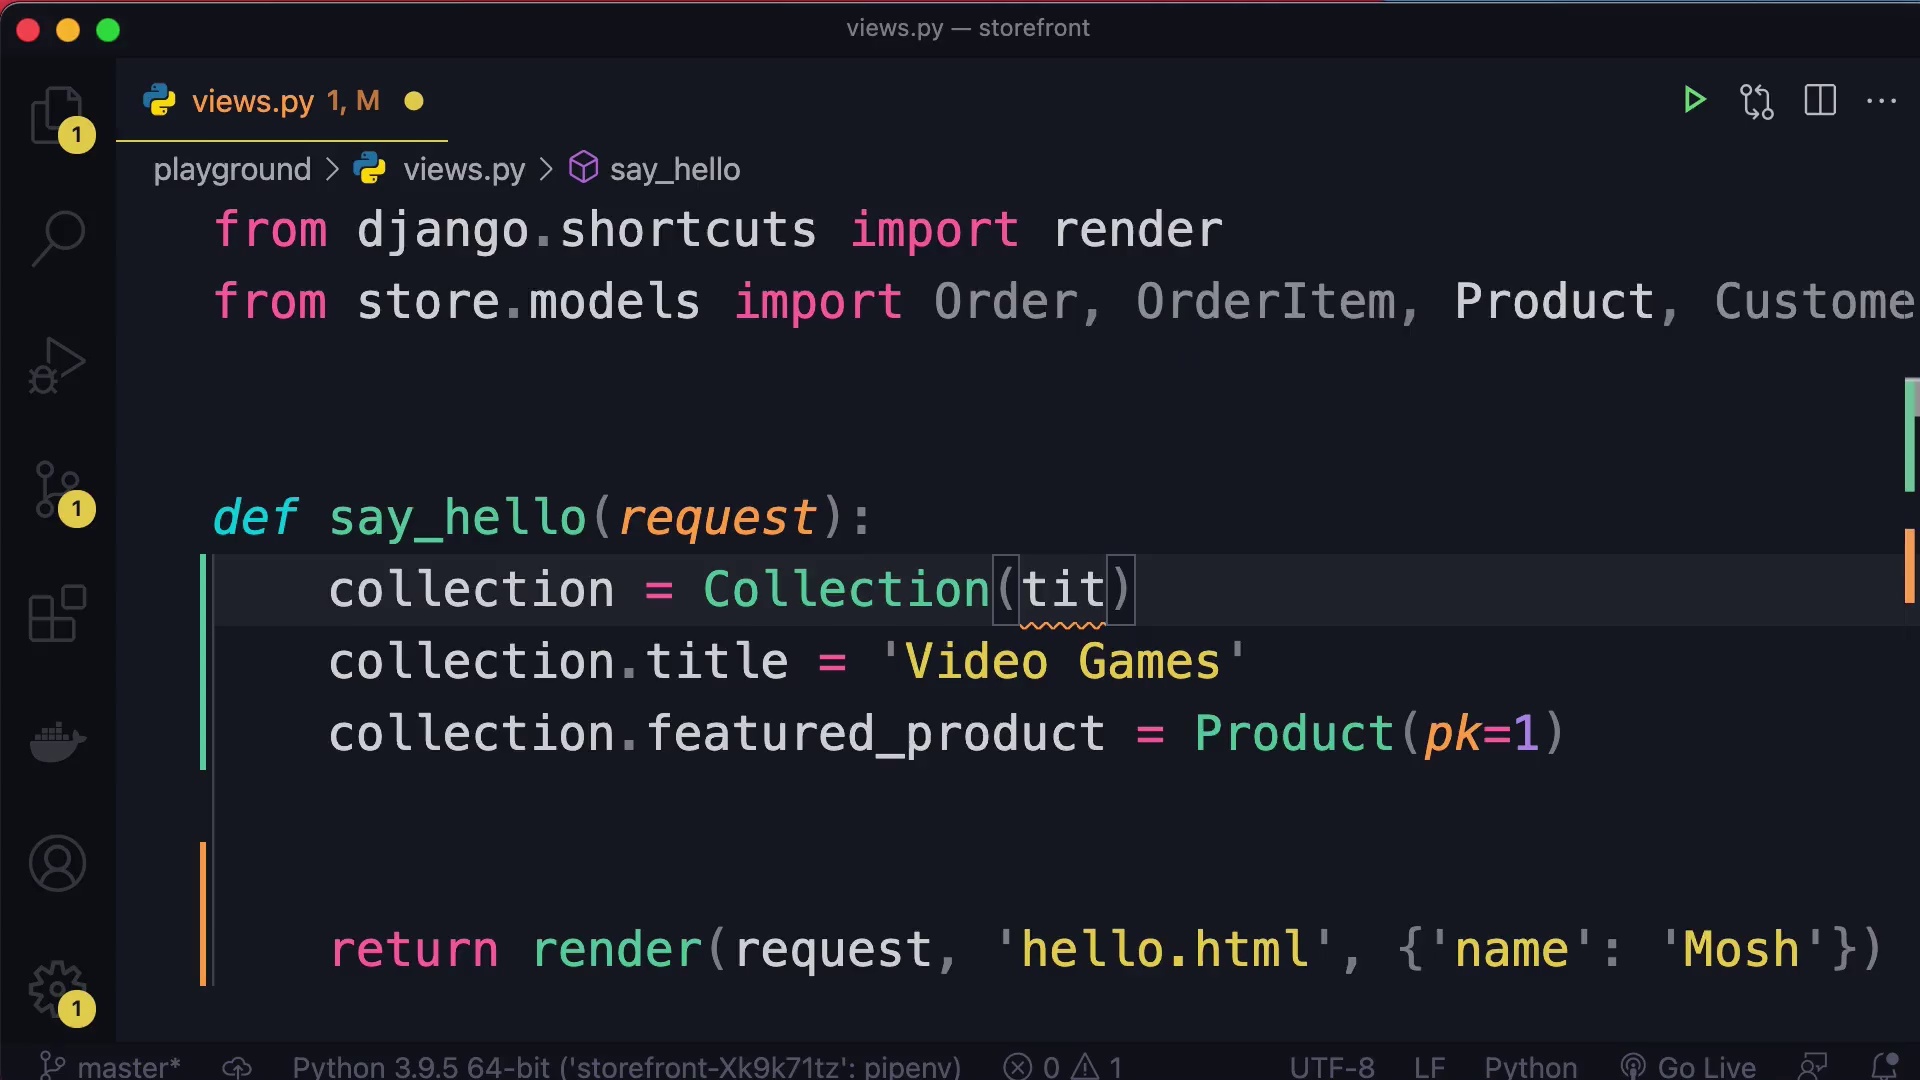 views.py — storefront
views.py 1, M
1
playground > views.py > say_hello
from django.shortcuts import render
from store.models import Order, OrderItem, Product, Custome
def say_hello(request):
1
collection = Collection(tit)
collection.title = 'Video Games'
collection.featured_product = Product(pk=1)
return render(request, 'hello.html', {'name': 'Mosh'})
1
master* Python 3.9.5 64-bit ('storefront-Xk9k71tz': pipenv) 0 1 UTF-8 LF Python Go Live